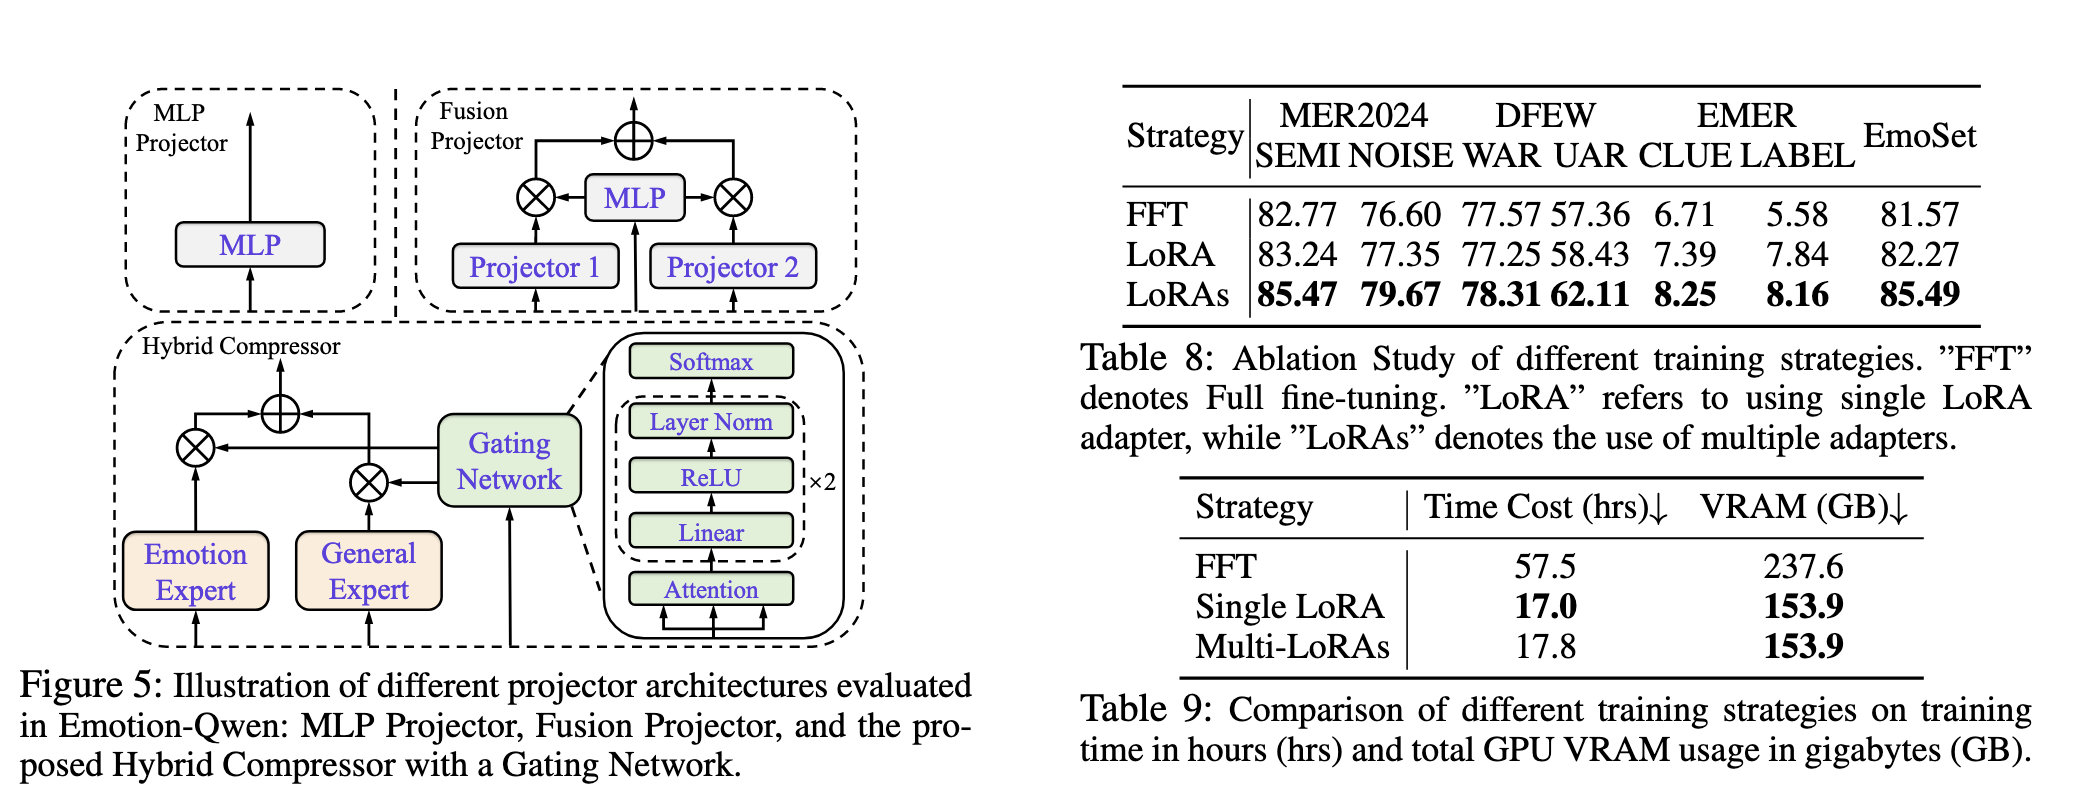 MLP
Projector
MLP
Fusion
Projector
MLP
Projector 1
Projector 2
Hybrid Compressor
Emotion
Expert
General
Expert
Gating
Network
Softmax
Layer Norm
ReLU
Linear
×2
Attention
Figure 5: Illustration of different projector architectures evaluated
in Emotion-Qwen: MLP Projector, Fusion Projector, and the pro-
posed Hybrid Compressor with a Gating Network.
Strategy MER2024 DFEW EMER EmoSet
SEMI NOISE WAR UAR CLUE LABEL
FFT 82.77 76.60 77.57 57.36 6.71 5.58 81.57
LoRA 83.24 77.35 77.25 58.43 7.39 7.84 82.27
LoRAs 85.47 79.67 78.31 62.11 8.25 8.16 85.49
Table 8: Ablation Study of different training strategies. ”FFT”
denotes Full fine-tuning. ”LoRA” refers to using single LoRA
adapter, while ”LoRAs” denotes the use of multiple adapters.
Strategy Time Cost (hrs)↓ VRAM (GB)↓
FFT 57.5 237.6
Single LoRA 17.0 153.9
Multi-LoRAs 17.8 153.9
Table 9: Comparison of different training strategies on training
time in hours (hrs) and total GPU VRAM usage in gigabytes (GB).